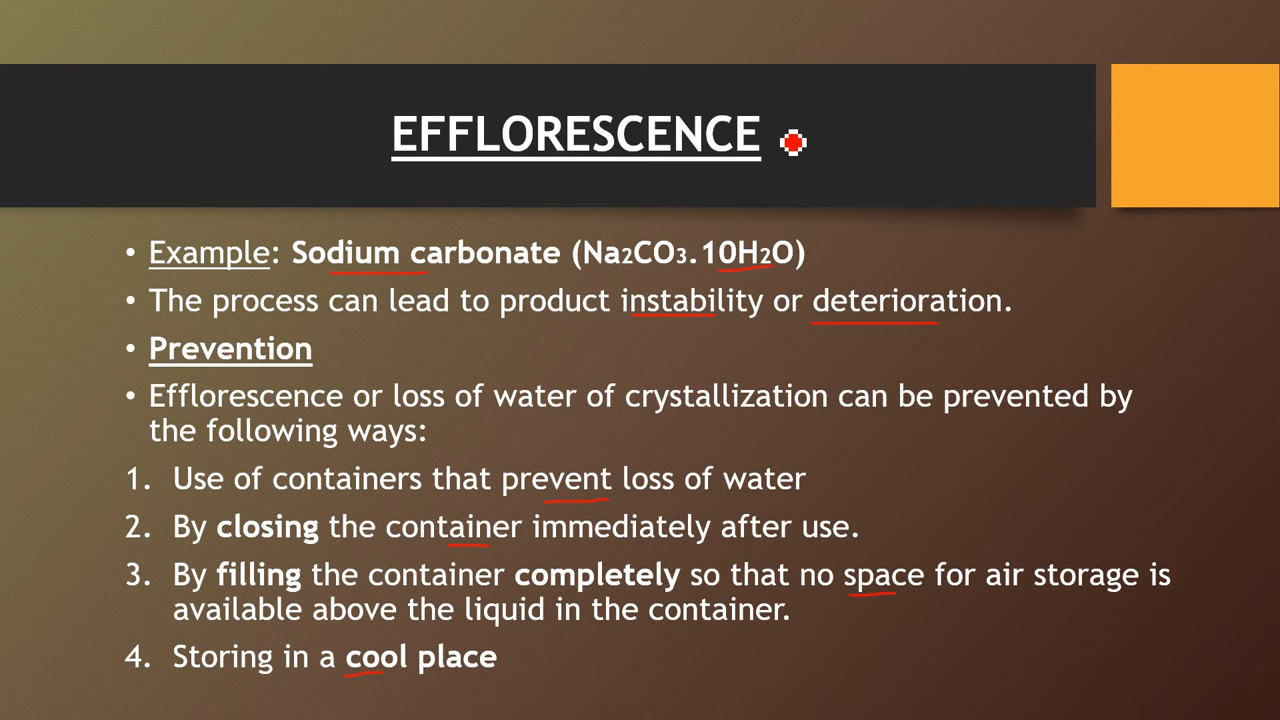 EFFLORESCENCE
• Example: Sodium carbonate (Na₂CO₃.10H₂O)
• The process can lead to product instability or deterioration.
• Prevention
• Efflorescence or loss of water of crystallization can be prevented by
the following ways:
1. Use of containers that prevent loss of water
2. By closing the container immediately after use.
3. By filling the container completely so that no space for air storage is
available above the liquid in the container.
4. Storing in a cool place